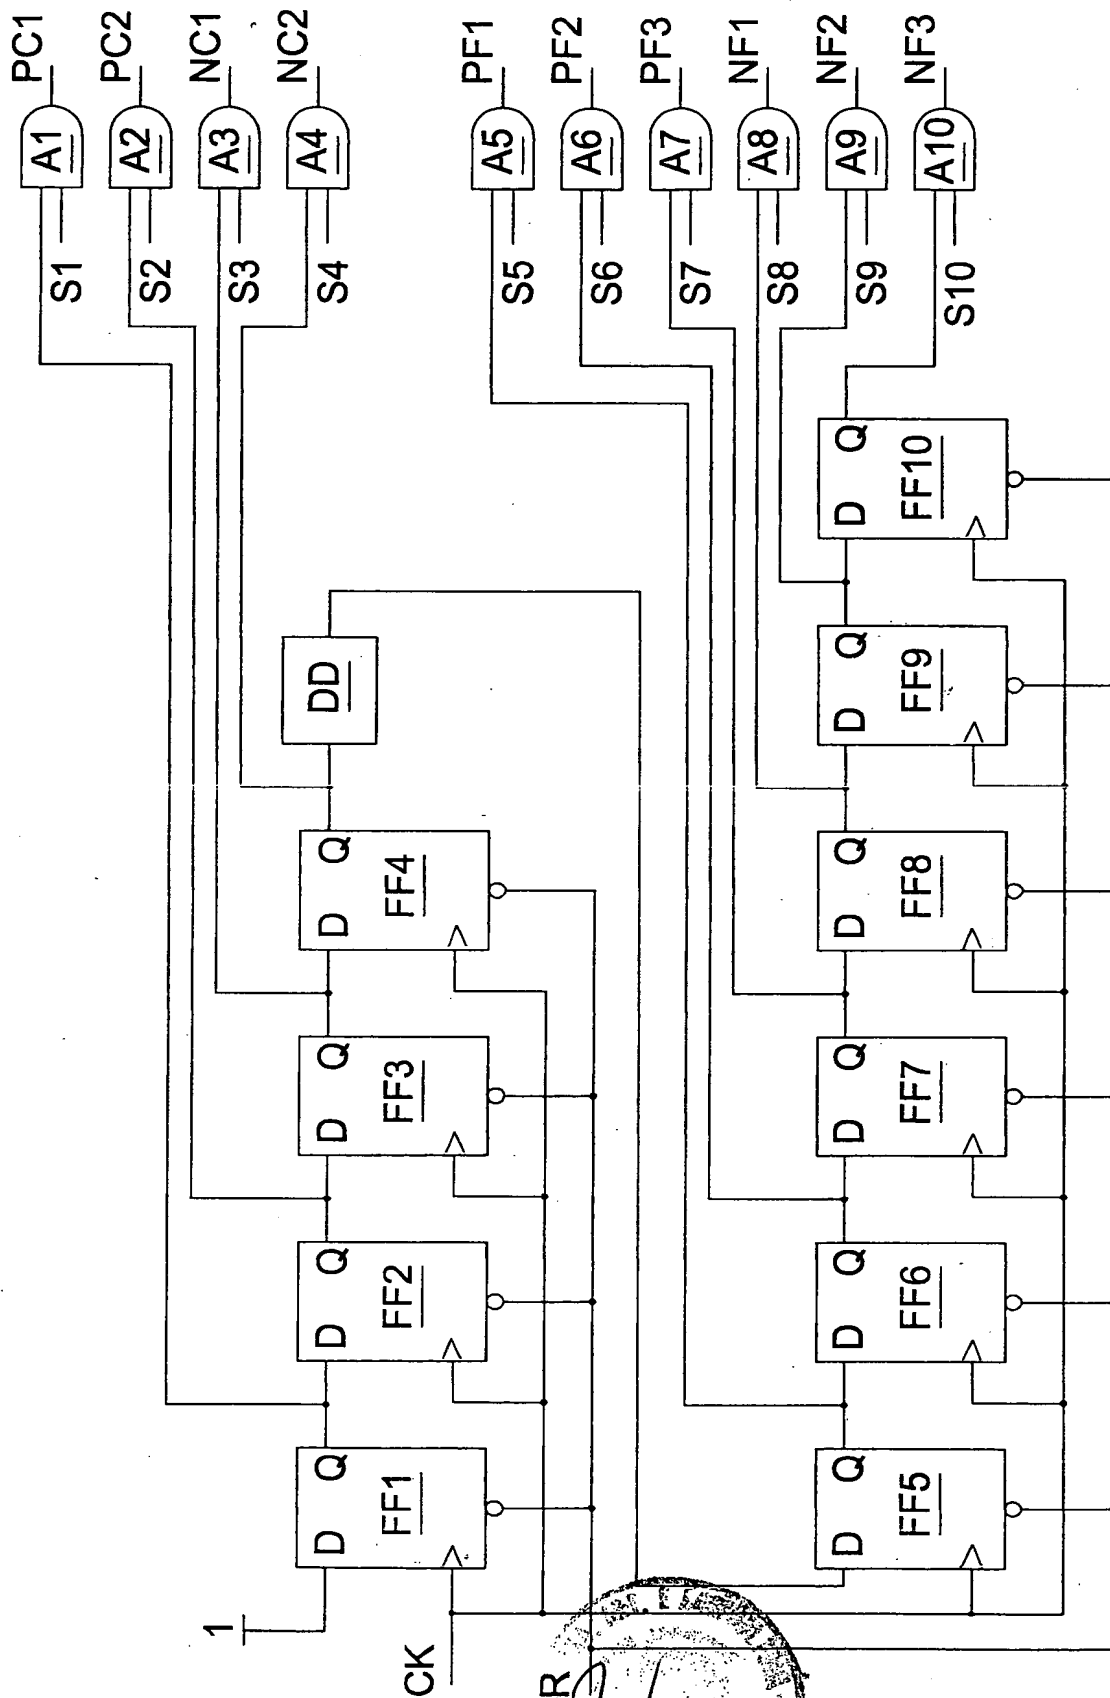 PC1
PC2
NC1
NC2
PF1
PF2
PF3
NF1
NF2
NF3
A1
A2
A3
A4
A5
A6
A7
A8
A9
A10
S1
S2
S3
S4
S5
S6
S7
S8
S9
S10
DD
1
D Q
FF1
D Q
FF2
D Q
FF3
D Q
FF4
CK
R
D Q
FF5
D Q
FF6
D Q
FF7
D Q
FF8
D Q
FF9
D Q
FF10